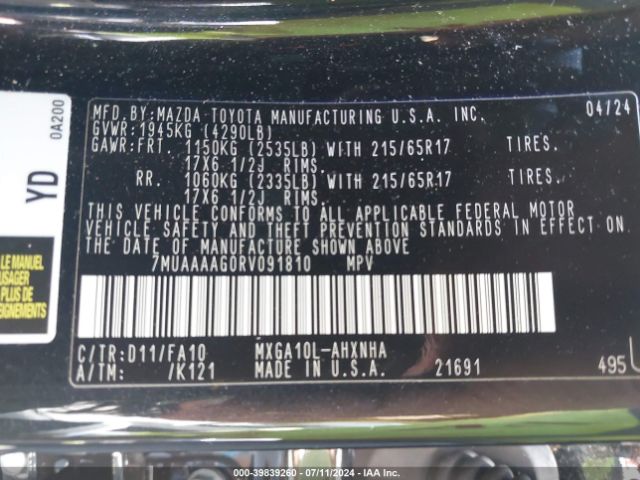 MFD.BY:MAZDA TOYOTA MANUFACTURING U.S.A. INC. 04/24
GVWR:1945KG (4290LB)
GAWR:FRT. 1150KG (2535LB) WITH 215/65R17 TIRES.
17X6 1/2J RIMS.
RR. 1060KG (2335LB) WITH 215/65R17 TIRES.
17X6 1/2J RIMS.
THIS VEHICLE CONFORMS TO ALL APPLICABLE FEDERAL MOTOR
VEHICLE SAFETY AND THEFT PREVENTION STANDARDS IN EFFECT ON
THE DATE OF MANUFACTURE SHOWN ABOVE
7MUAAAAG0RV091810 MPV
C/TR:D11/FA10 MXGA10L-AHXNHA
A/TM: /K121 MADE IN U.S.A. 21691 495
YD
0A200
LE MANUEL
USAGER
PLUS DE
000-39839260 - 07/11/2024 - IAA Inc.